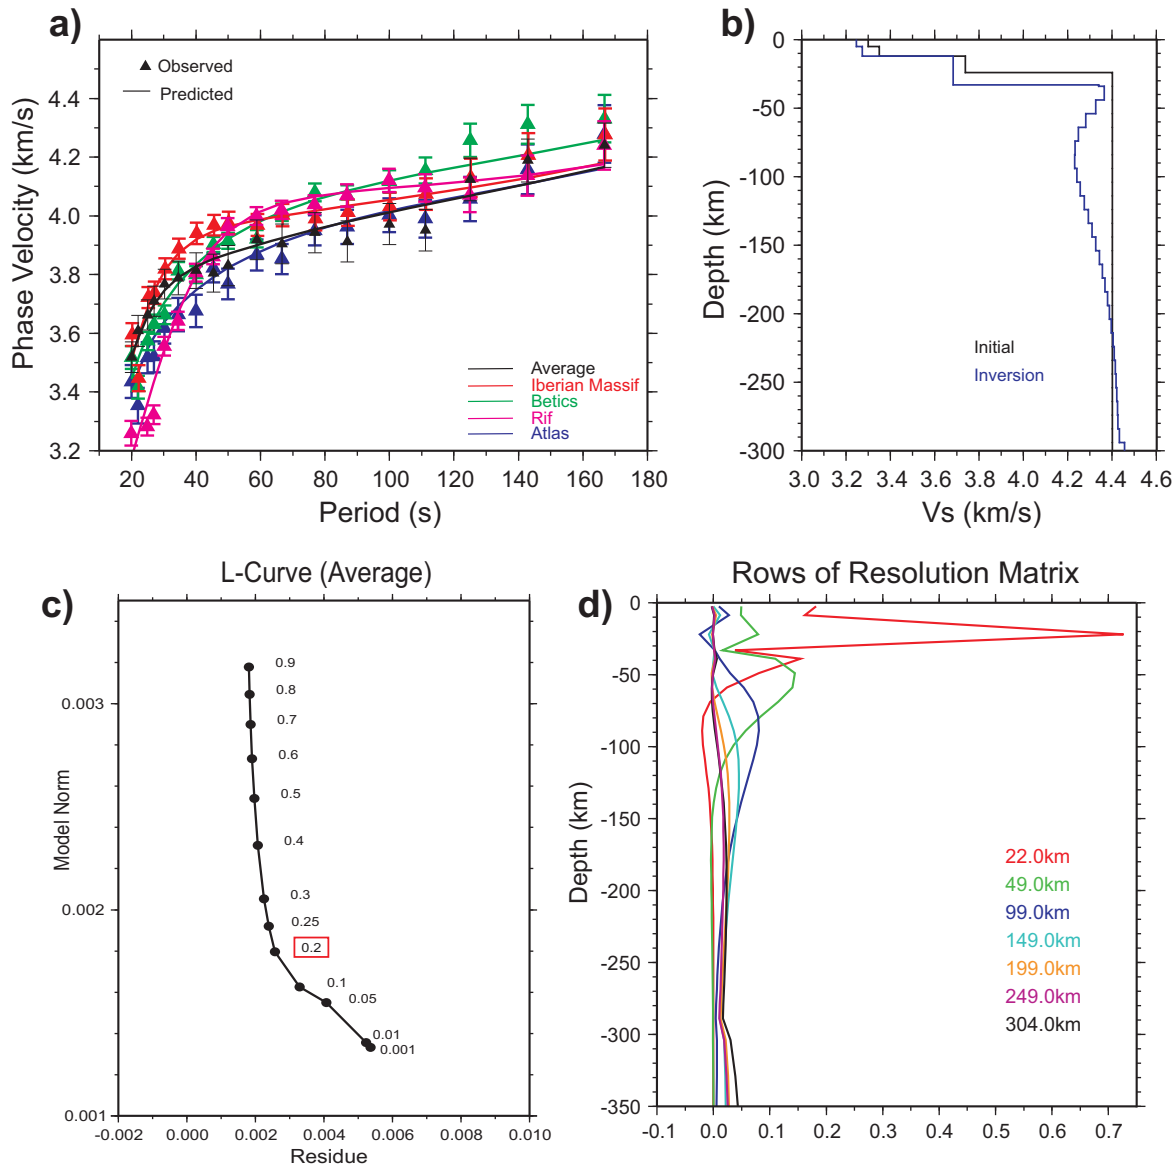 a)
Observed
Predicted
Phase Velocity (km/s)
4.4
4.2
4.0
3.8
3.6
3.4
3.2
Average
Iberian Massif
Betics
Rif
Atlas
20 40 60 80 100 120 140 160 180
Period (s)
b)
Depth (km)
0
-50
-100
-150
-200
-250
-300
Initial
Inversion
3.0 3.2 3.4 3.6 3.8 4.0 4.2 4.4 4.6
Vs (km/s)
L-Curve (Average)
c)
Model Norm
0.003
0.002
0.001
0.9
0.8
0.7
0.6
0.5
0.4
0.3
0.25
0.2
0.1
0.05
0.01
0.001
-0.002 0.000 0.002 0.004 0.006 0.008 0.010
Residue
Rows of Resolution Matrix
d)
Depth (km)
0
-50
-100
-150
-200
-250
-300
-350
22.0km
49.0km
99.0km
149.0km
199.0km
249.0km
304.0km
-0.1 0.0 0.1 0.2 0.3 0.4 0.5 0.6 0.7